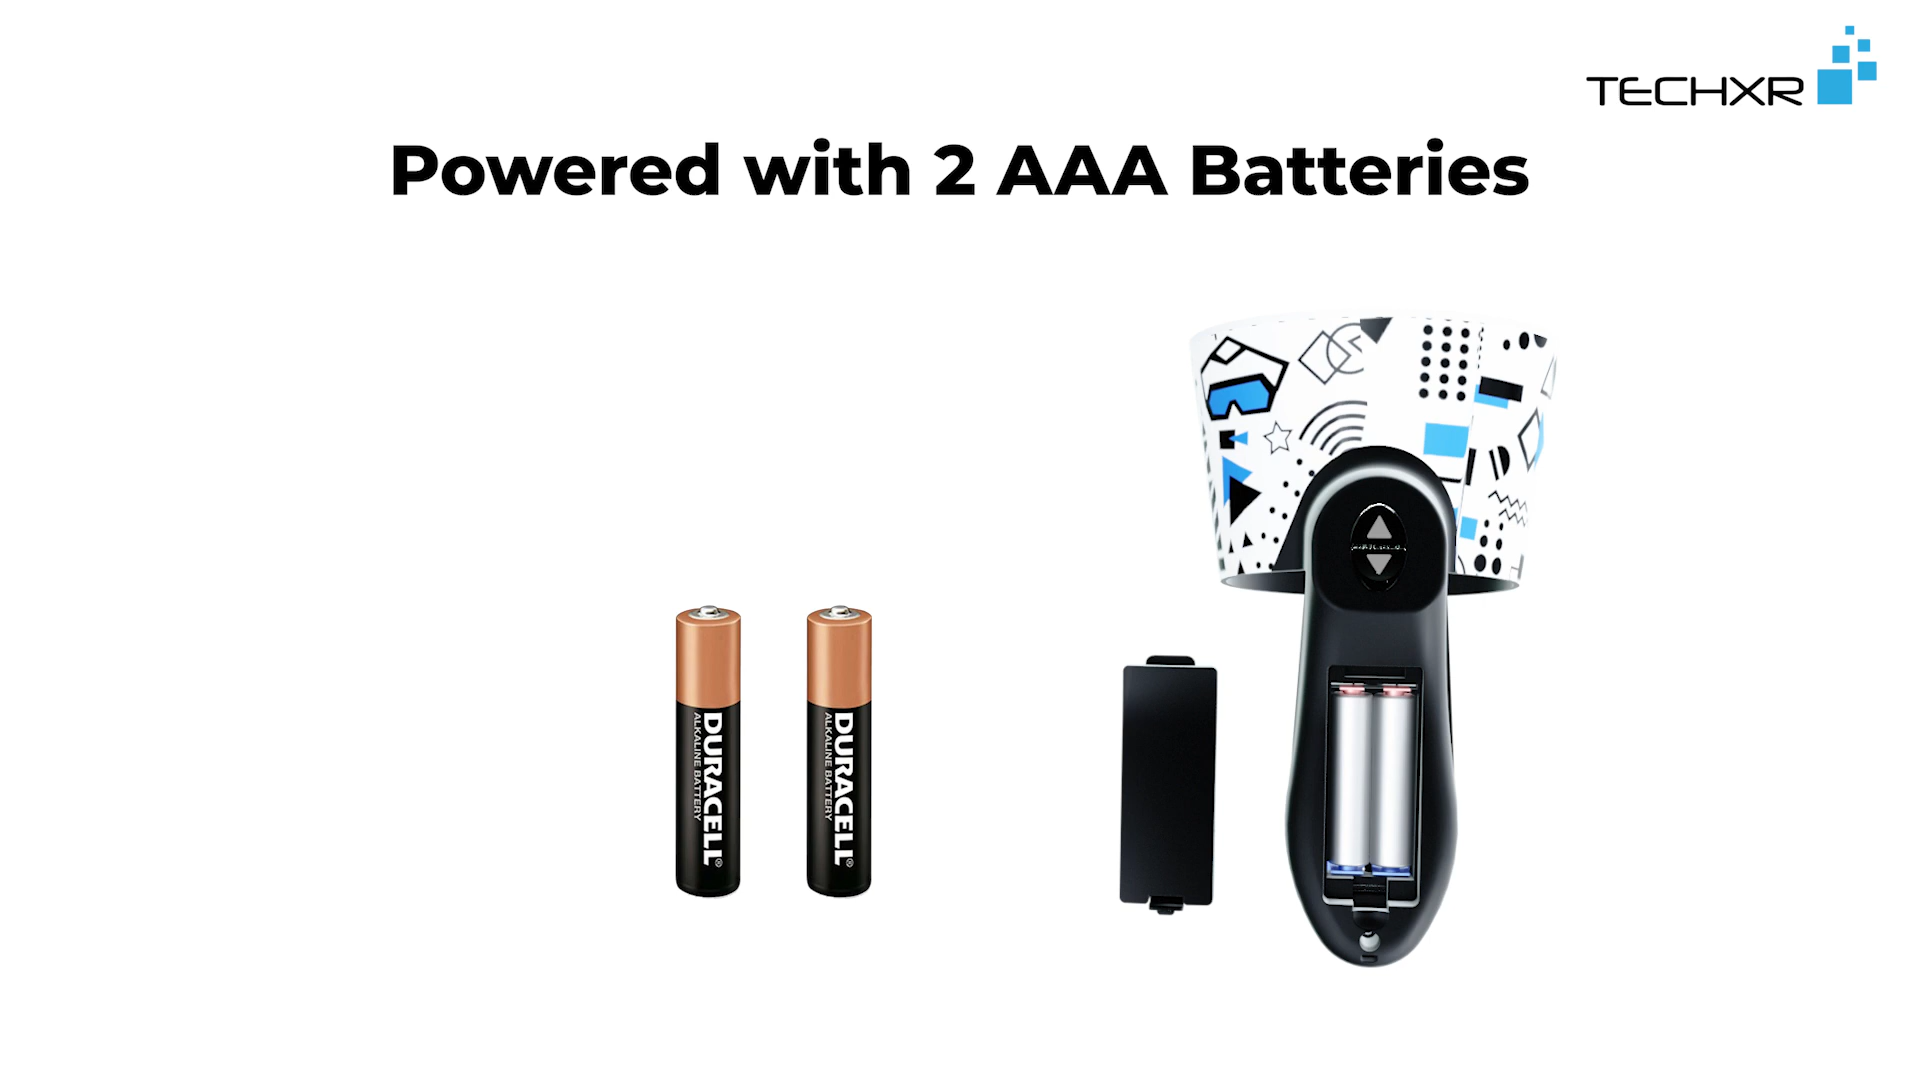 TECHXR
Powered with 2 AAA Batteries
DURACELL®
ALKALINE BATTERY
DURACELL®
ALKALINE BATTERY